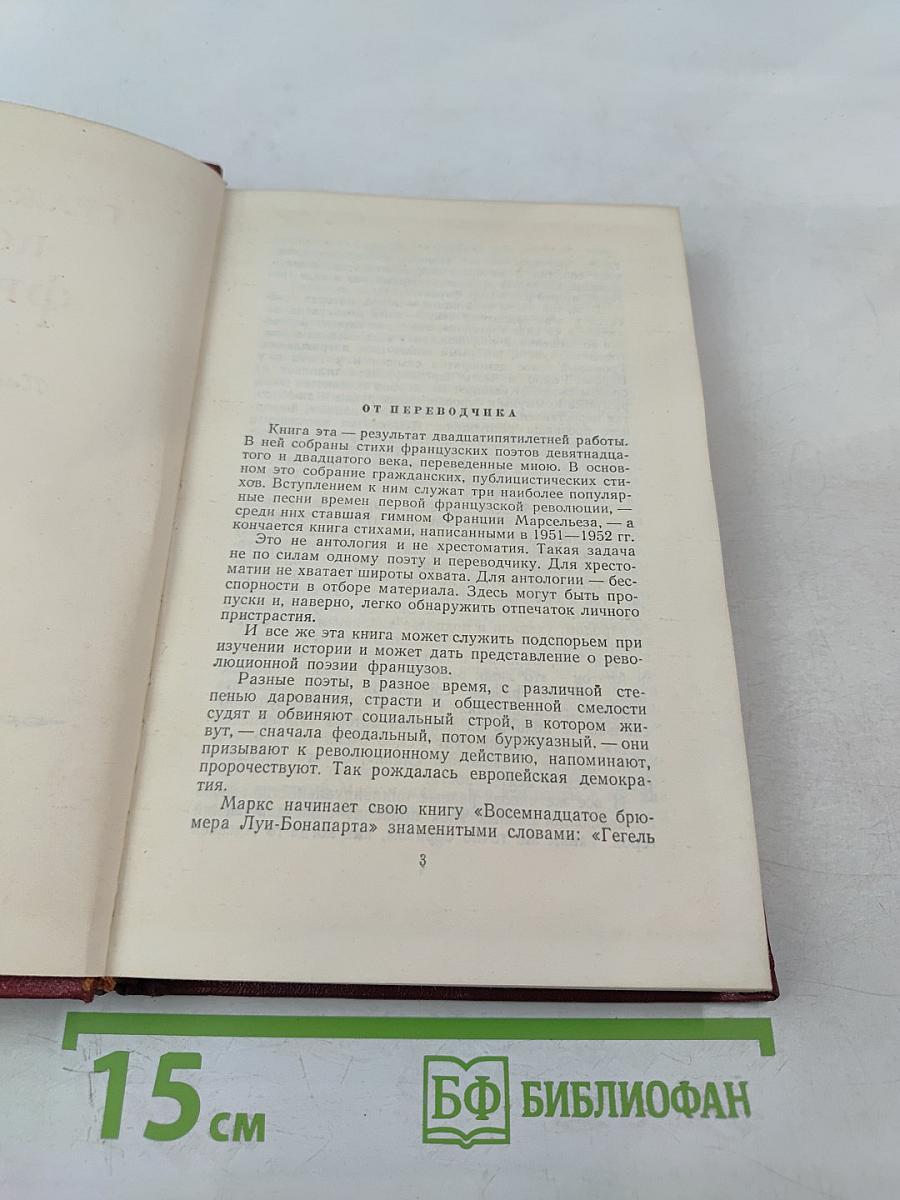 ОТ ПЕРЕВОДЧИКА
Книга эта — результат двадцатипятилетней работы.
В ней собраны стихи французских поэтов девятнадца-
того и двадцатого века, переведенные мною. В основ-
ном это собрание гражданских, публицистических сти-
хов. Вступлением к ним служат три наиболее популяр-
ные песни времен первой французской революции, —
среди них ставшая гимном Франции Марсельеза, — а
кончается книга стихами, написанными в 1951—1952 гг.
Это не антология и не хрестоматия. Такая задача
не по силам одному поэту и переводчику. Для хресто-
матии не хватает широты охвата. Для антологии — бес-
спорности в отборе материала. Здесь могут быть про-
пуски и, наверно, легко обнаружить отпечаток личного
пристрастия.
И все же эта книга может служить подспорьем при
изучении истории и может дать представление о рево-
люционной поэзии французов.
Разные поэты, в разное время, с различной сте-
пенью дарования, страсти и общественной смелости
судят и обвиняют социальный строй, в котором жи-
вут, — сначала феодальный, потом буржуазный. — они
призывают к революционному действию, напоминают,
пророчествуют. Так рождалась европейская демокра-
тия.
Маркс начинает свою книгу «Восемнадцатое брю-
мера Луи-Бонапарта» знаменитыми словами: «Гегель
3
15 см
БФ БИБЛИОФАН